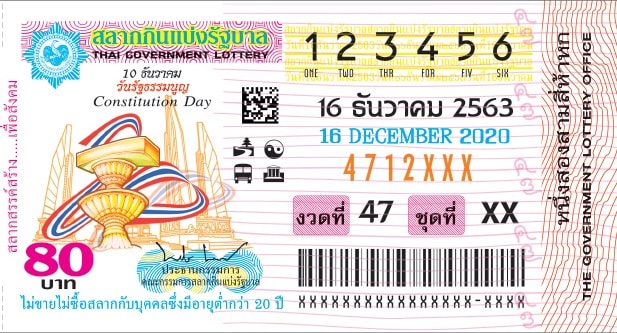 สลากกินแบ่งรัฐบาล
THAI GOVERNMENT LOTTERY
10 ธันวาคม
วันรัฐธรรมนูญ
Constitution Day
1 2 3 4 5 6
ONE TWO THR FOR FIV SIX
16 ธันวาคม 2563
16 DECEMBER 2020
4712XXX
งวดที่ 47 ชุดที่ XX
80
บาท
ประธานกรรมการ
คณะกรรมการสลากกินแบ่งรัฐบาล
ไม่ขายไม่ซื้อสลากกับบุคคลซึ่งมีอายุต่ำกว่า 20 ปี
XXXXXXXXXXXXXXXX-XXXX
สลากสรรค์สร้าง.....เพื่อสังคม
หนึ่งสองสามสี่ห้าหก
THE GOVERNMENT LOTTERY OFFICE